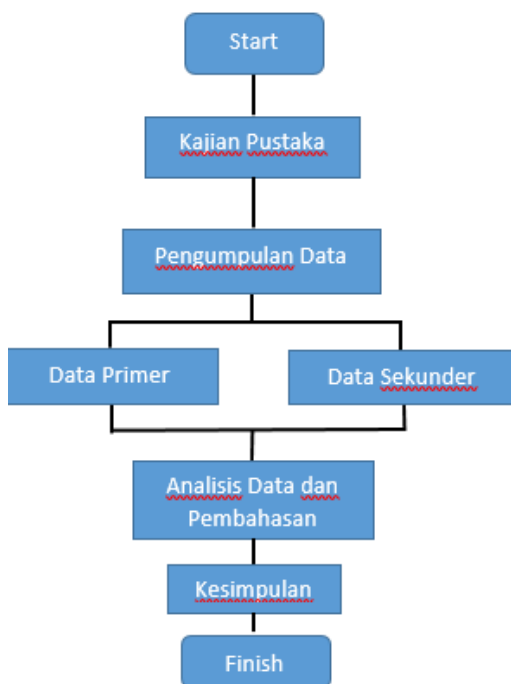 Start
Kajian Pustaka
Pengumpulan Data
Data Primer
Data Sekunder
Analisis Data dan
Pembahasan
Kesimpulan
Finish